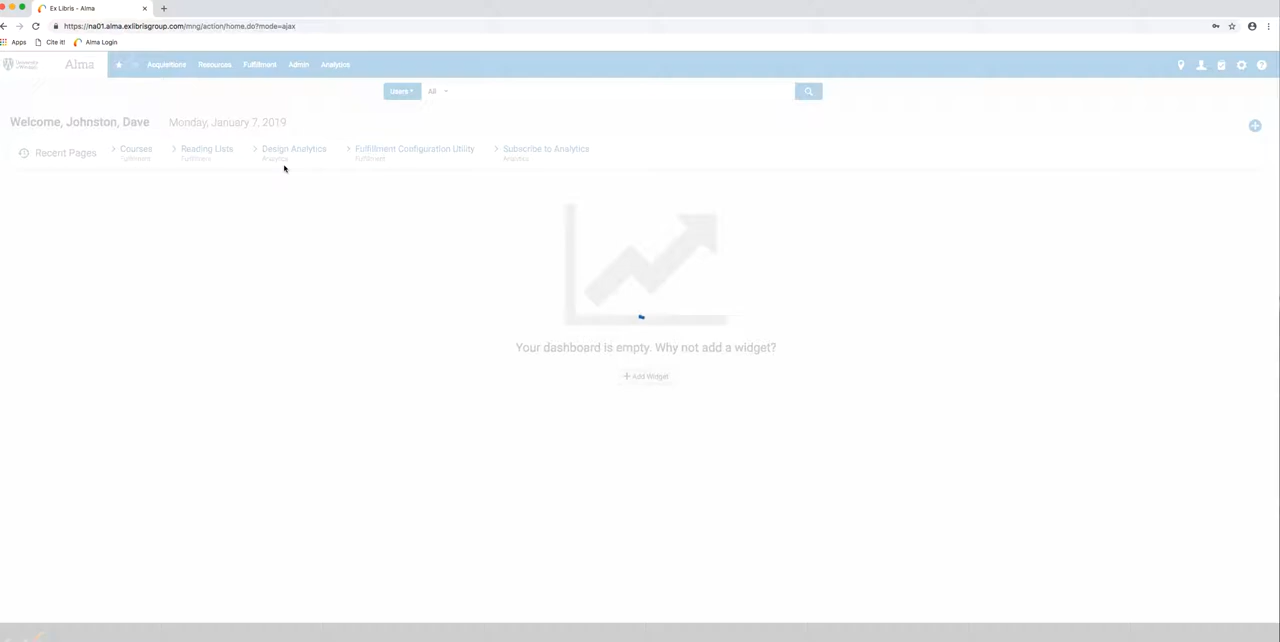 Ex Libris - Alma
https://na01.alma.exlibrisgroup.com/mng/action/home.do?mode=ajax
Apps Cite it! Alma Login
University of Windsor Alma Acquisitions Resources Fulfillment Admin Analytics
Users All
Welcome, Johnston, Dave Monday, January 7, 2019
Recent Pages Courses Reading Lists Design Analytics Fulfillment Configuration Utility Subscribe to Analytics
Fulfillment Fulfillment Analytics Fulfillment Analytics
Your dashboard is empty. Why not add a widget?
+ Add Widget